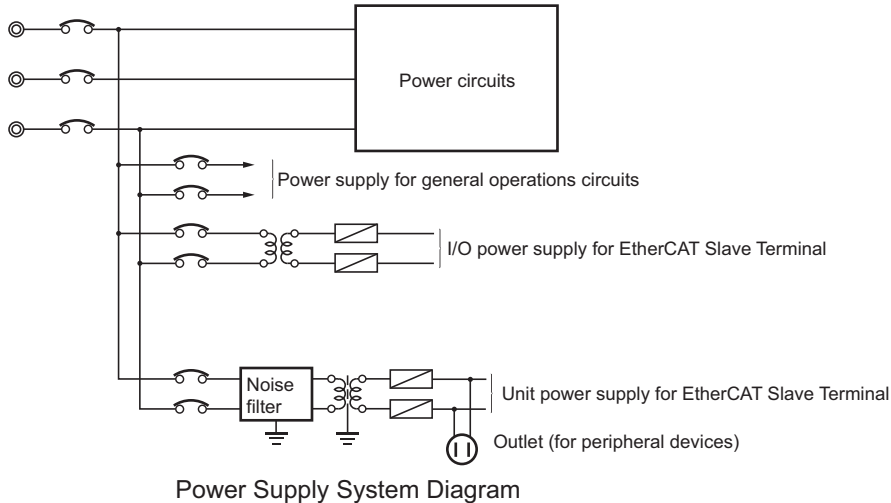 Power circuits
Power supply for general operations circuits
I/O power supply for EtherCAT Slave Terminal
Noise
filter
Unit power supply for EtherCAT Slave Terminal
Outlet (for peripheral devices)
Power Supply System Diagram